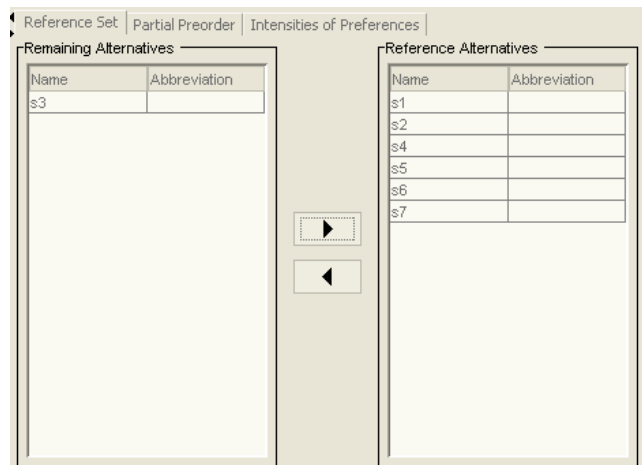 Reference Set Partial Preorder Intensities of Preferences
Remaining Alternatives
Name Abbreviation
s3
Reference Alternatives
Name Abbreviation
s1
s2
s4
s5
s6
s7